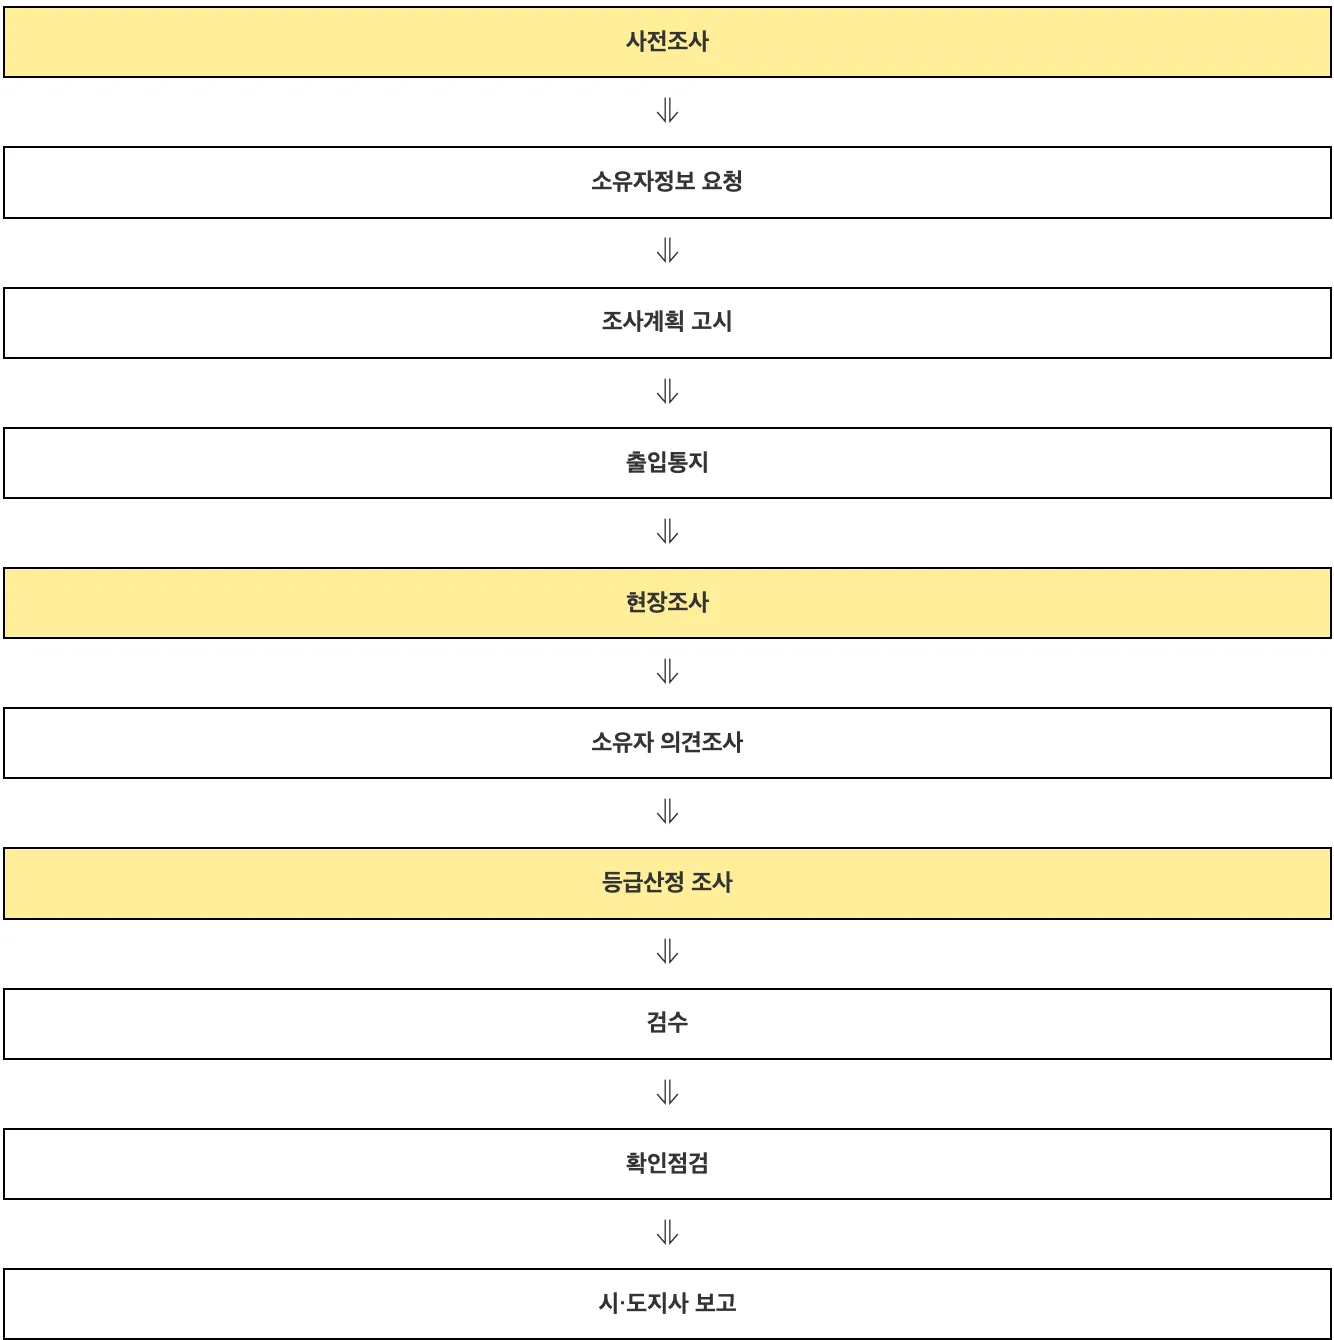 사전조사
⇓
소유자정보 요청
⇓
조사계획 고시
⇓
출입통지
⇓
현장조사
⇓
소유자 의견조사
⇓
등급산정 조사
⇓
검수
⇓
확인점검
⇓
시·도지사 보고